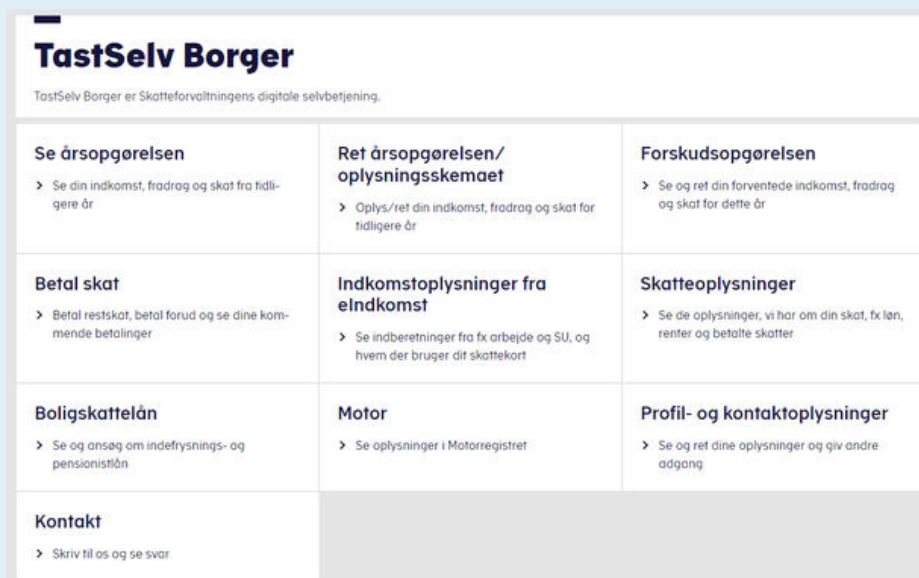 TastSelv Borger
TastSelv Borger er Skatteforvaltningens digitale selvbetjening.
Se årsopgørelsen
Se din indkomst, fradrag og skat fra tidli-
gere år
Ret årsopgørelsen/
oplysningsskemaet
Oplys/ret din indkomst, fradrag og skat for
tidligere år
Forskudsopgørelsen
Se og ret din forventede indkomst, fradrag
og skat for dette år
Betal skat
Betal restskat, betal forud og se dine kom-
mende betalinger
Indkomstoplysninger fra
eIndkomst
Se indberetninger fra fx arbejde og SU, og
hvem der bruger dit skattekort
Skatteoplysninger
Se de oplysninger, vi har om din skat, fx løn,
renter og betalte skatter
Boligskattelån
Se og ansøg om indefrysnings- og
pensionistlån
Motor
Se oplysninger i Motorregistret
Profil- og kontaktoplysninger
Se og ret dine oplysninger og giv andre
adgang
Kontakt
Skriv til os og se svar